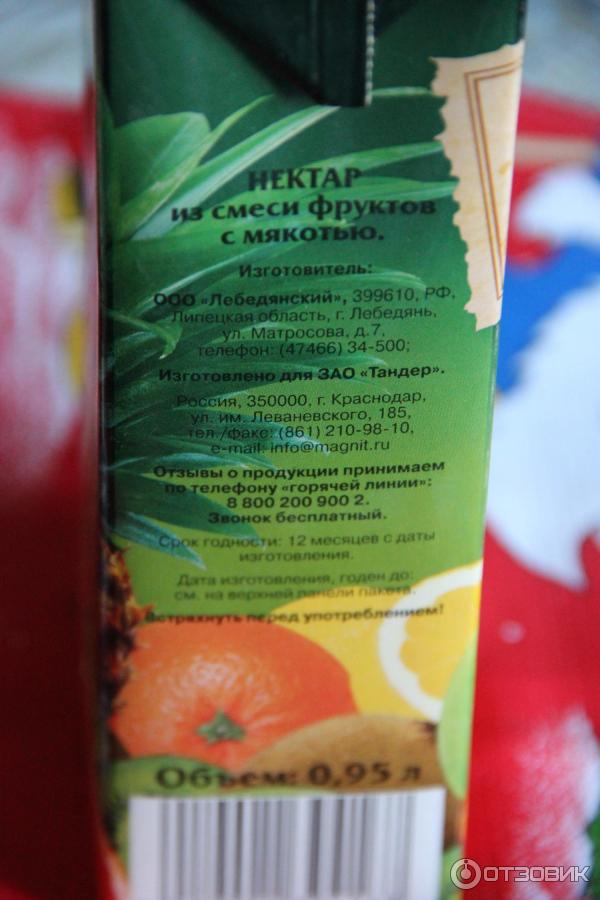 НЕКТАР
из смеси фруктов
с мякотью.
Изготовитель:
ООО «Лебедянский», 399610, РФ,
Липецкая область, г. Лебедянь,
ул. Матросова, д.7,
телефон: (47466) 34-500;
Изготовлено для ЗАО «Тандер».
Россия, 350000, г. Краснодар,
ул. им. Леваневского, 185,
тел./факс: (861) 210-98-10,
e-mail: info@magnit.ru
Отзывы о продукции принимаем
по телефону «горячей линии»:
8 800 200 900 2.
Звонок бесплатный.
Срок годности: 12 месяцев с даты
изготовления.
Дата изготовления, годен до:
см. на верхней панели пакета.
Встряхнуть перед употреблением!
Объем: 0,95 л
ОТЗОВИК